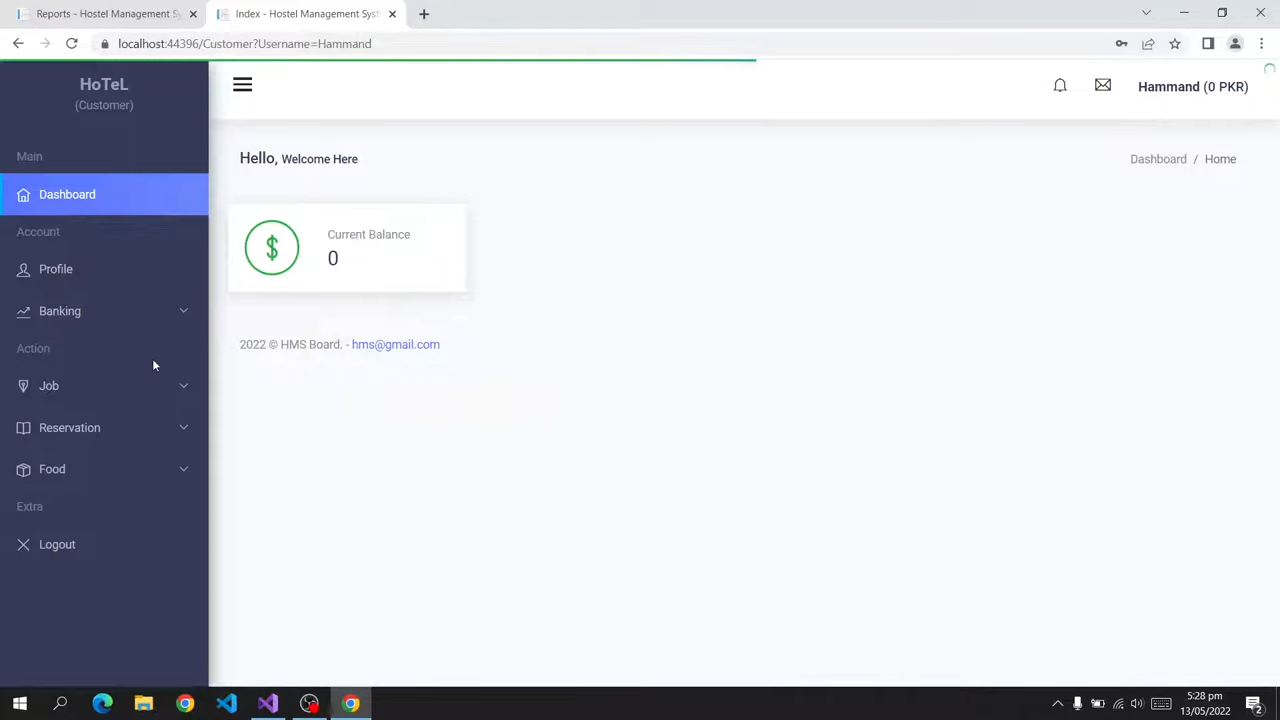 Reports - Hostel Management S
Index - Hostel Management Syst
localhost:44396/Customer?Username=Hammand
HoTeL
(Customer)
Hammand (0 PKR)
Main
Hello, Welcome Here
Dashboard / Home
Dashboard
Account
Current Balance
0
Profile
Banking
2022 © HMS Board. - hms@gmail.com
Action
Job
Reservation
Food
Extra
Logout
5:28 pm
13/05/2022
2